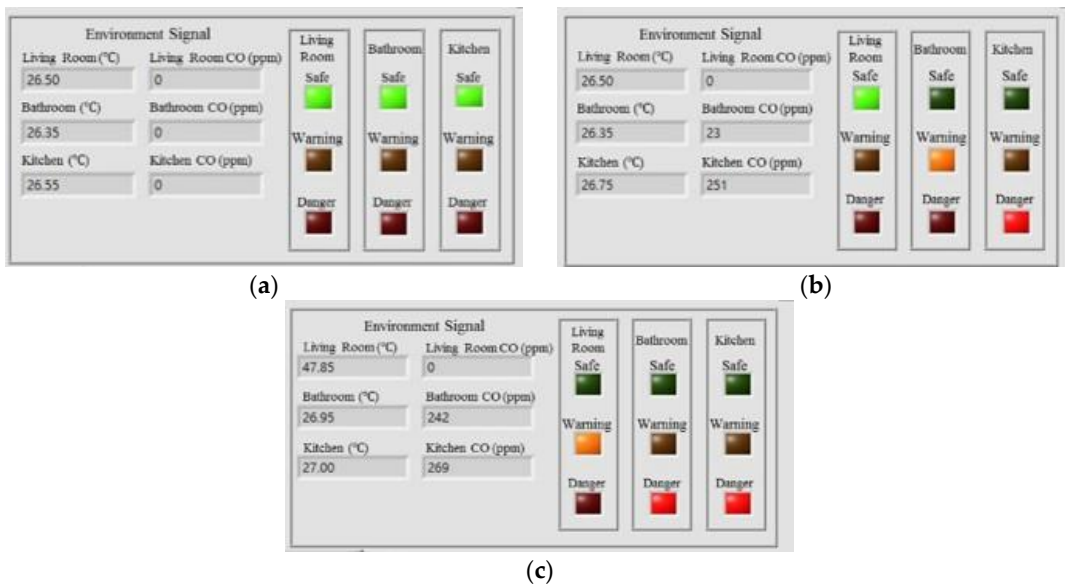 Environment Signal
Living Room (℃) Living Room CO (ppm)
26.50 0
Bathroom (℃) Bathroom CO (ppm)
26.35 0
Kitchen (℃) Kitchen CO (ppm)
26.55 0
Living Room Bathroom Kitchen
Safe Safe Safe
Warning Warning Warning
Danger Danger Danger
(a)
Environment Signal
Living Room (℃) Living Room CO (ppm)
26.50 0
Bathroom (℃) Bathroom CO (ppm)
26.35 23
Kitchen (℃) Kitchen CO (ppm)
26.75 251
Living Room Bathroom Kitchen
Safe Safe Safe
Warning Warning Warning
Danger Danger Danger
(b)
Environment Signal
Living Room (℃) Living Room CO (ppm)
47.85 0
Bathroom (℃) Bathroom CO (ppm)
26.95 242
Kitchen (℃) Kitchen CO (ppm)
27.00 269
Living Room Bathroom Kitchen
Safe Safe Safe
Warning Warning Warning
Danger Danger Danger
(c)